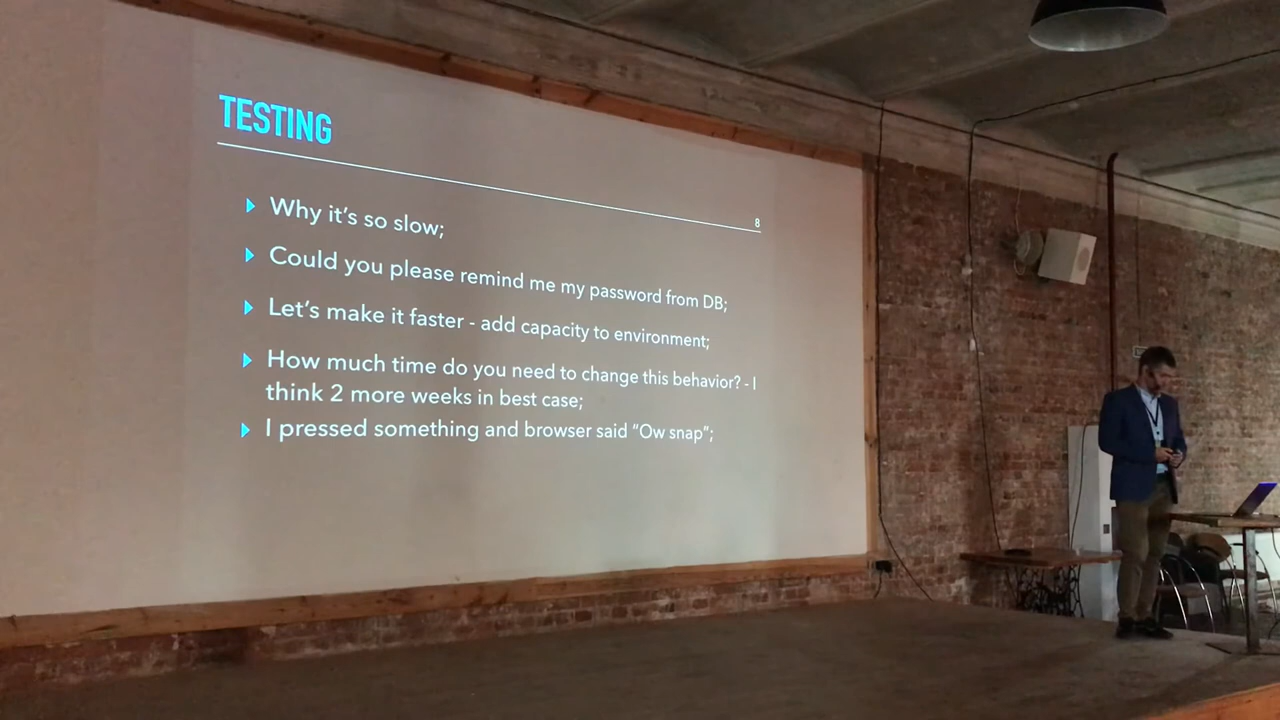 TESTING
8
Why it's so slow;
Could you please remind me my password from DB;
Let's make it faster - add capacity to environment;
How much time do you need to change this behavior? - I
think 2 more weeks in best case;
I pressed something and browser said "Ow snap";